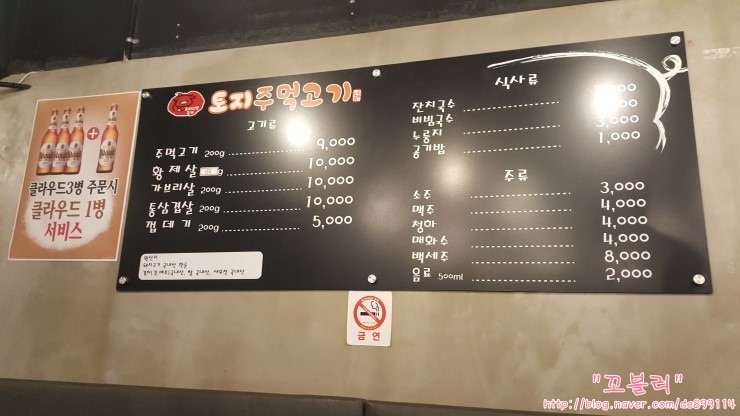 토지주먹고기
고기류
주먹고기 200g 9,000
황제살 g 10,000
가브리살 200g 10,000
통삼겹살 200g 10,000
껍데기 200g 5,000
원산지
식사류
잔치국수
비빔국수
누룽지 3,000
공기밥 1,000
주류
소주 3,000
맥주 4,000
청하 4,000
매화수 4,000
백세주 8,000
음료 500ml 2,000
클라우드3병 주문시
클라우드 1병
서비스
금연
"꼬불리"
http://blog.naver.com/dc899114